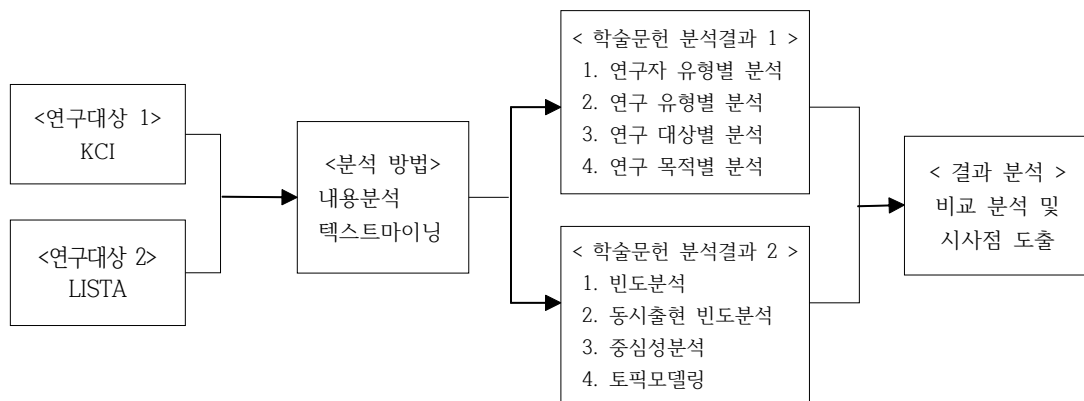 <연구대상 1>
KCI
<연구대상 2>
LISTA
<분석 방법>
내용분석
텍스트마이닝
< 학술문헌 분석결과 1 >
1. 연구자 유형별 분석
2. 연구 유형별 분석
3. 연구 대상별 분석
4. 연구 목적별 분석
< 학술문헌 분석결과 2 >
1. 빈도분석
2. 동시출현 빈도분석
3. 중심성분석
4. 토픽모델링
< 결과 분석 >
비교 분석 및
시사점 도출